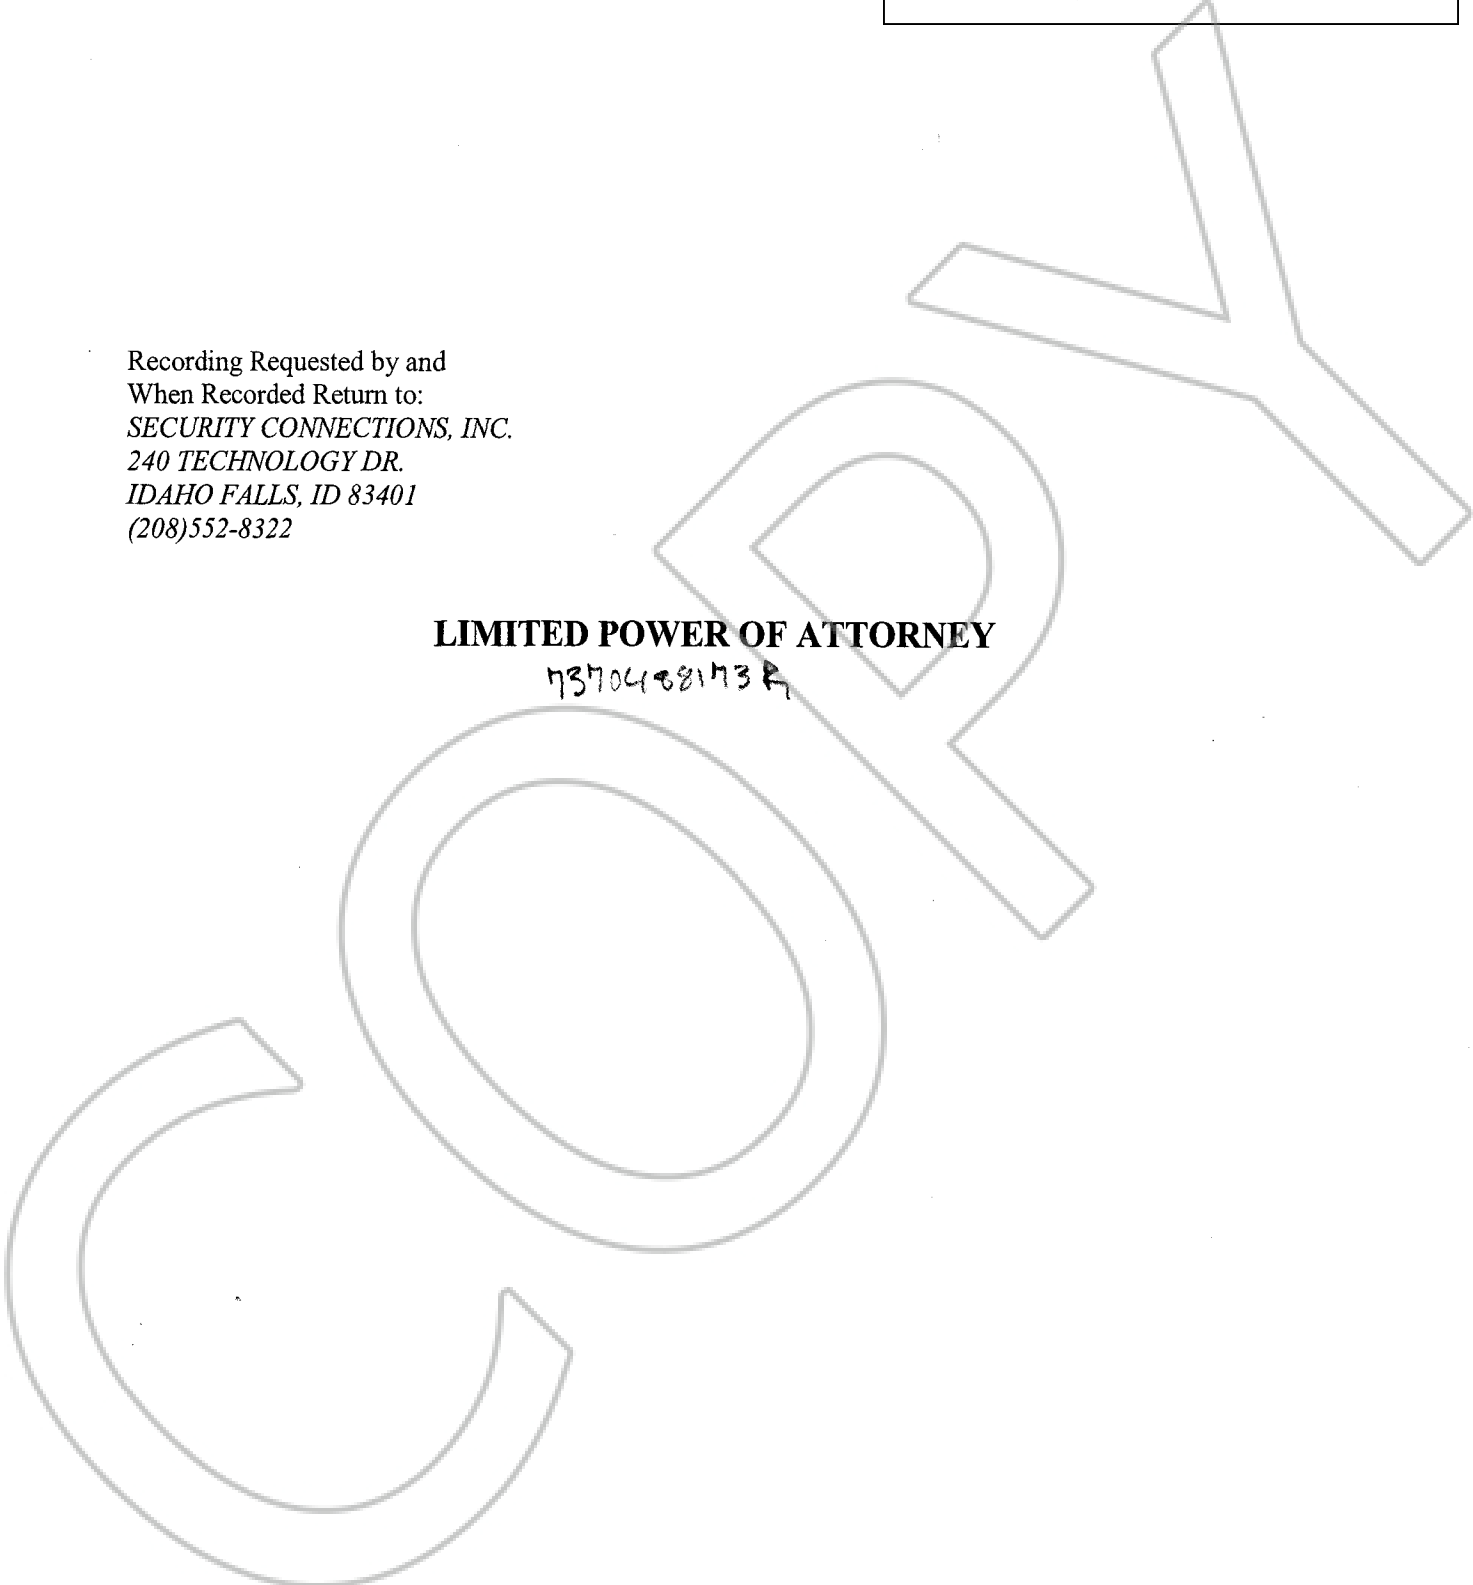 Recording Requested by and
When Recorded Return to:
SECURITY CONNECTIONS, INC.
240 TECHNOLOGY DR.
IDAHO FALLS, ID 83401
(208)552-8322
LIMITED POWER OF ATTORNEY
7370488173
COPY